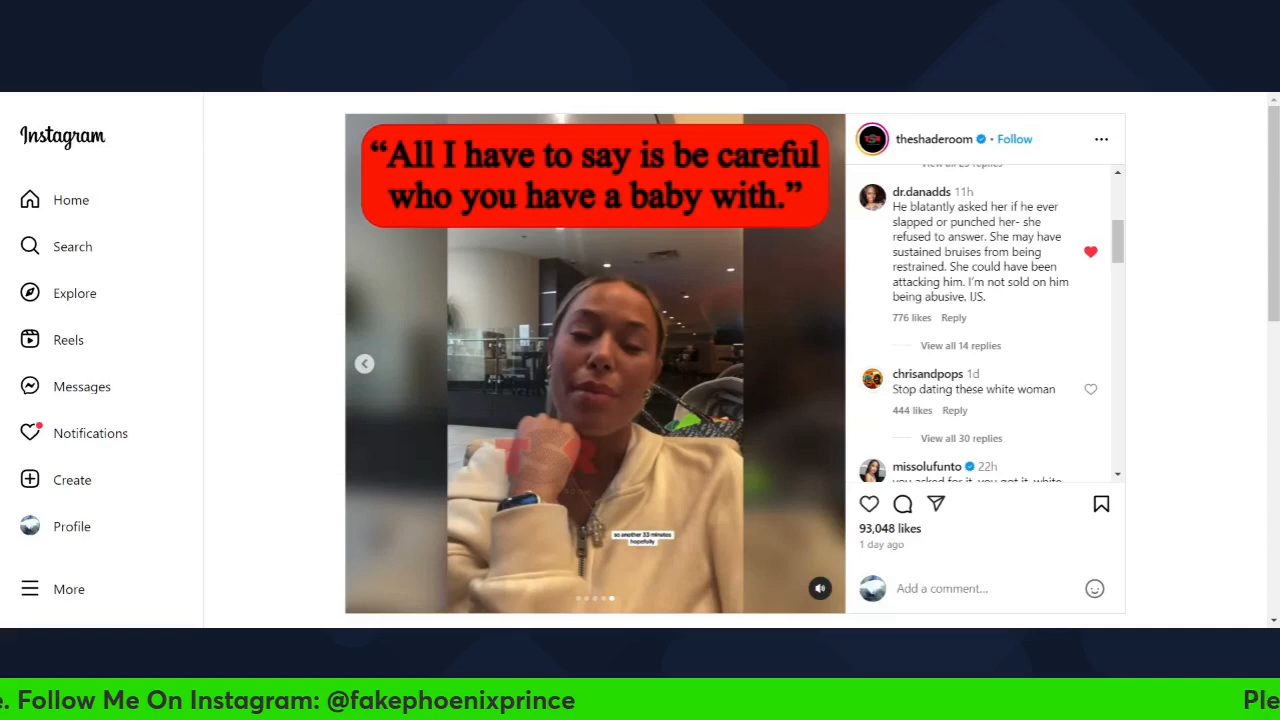 Instagram
Home
Search
Explore
Reels
Messages
Notifications
Create
Profile
More
“All I have to say is be careful
who you have a baby with.”
so another 33 minutes
hopefully
theshaderoom • Follow
dr.danadds 11h
He blatantly asked her if he ever
slapped or punched her- she
refused to answer. She may have
sustained bruises from being
restrained. She could have been
attacking him. I’m not sold on him
being abusive. IJS.
776 likes Reply
View all 14 replies
chrisandpops 1d
Stop dating these white woman
444 likes Reply
View all 30 replies
missolufunto 22h
93,048 likes
1 day ago
Add a comment...
e. Follow Me On Instagram: @fakephoenixprince
Ple